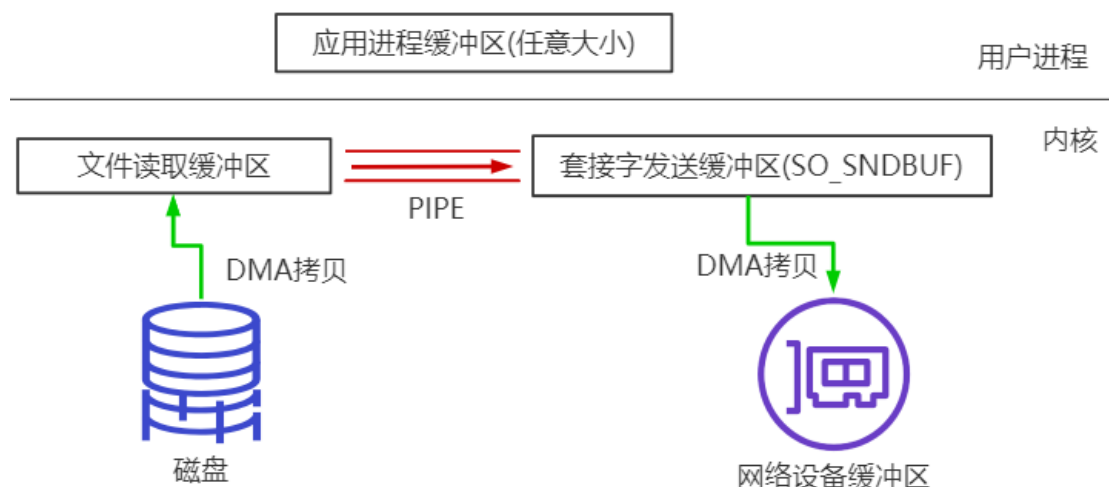 应用进程缓冲区(任意大小)
用户进程
内核
文件读取缓冲区
套接字发送缓冲区(SO_SNDBUF)
PIPE
DMA拷贝
DMA拷贝
磁盘
网络设备缓冲区